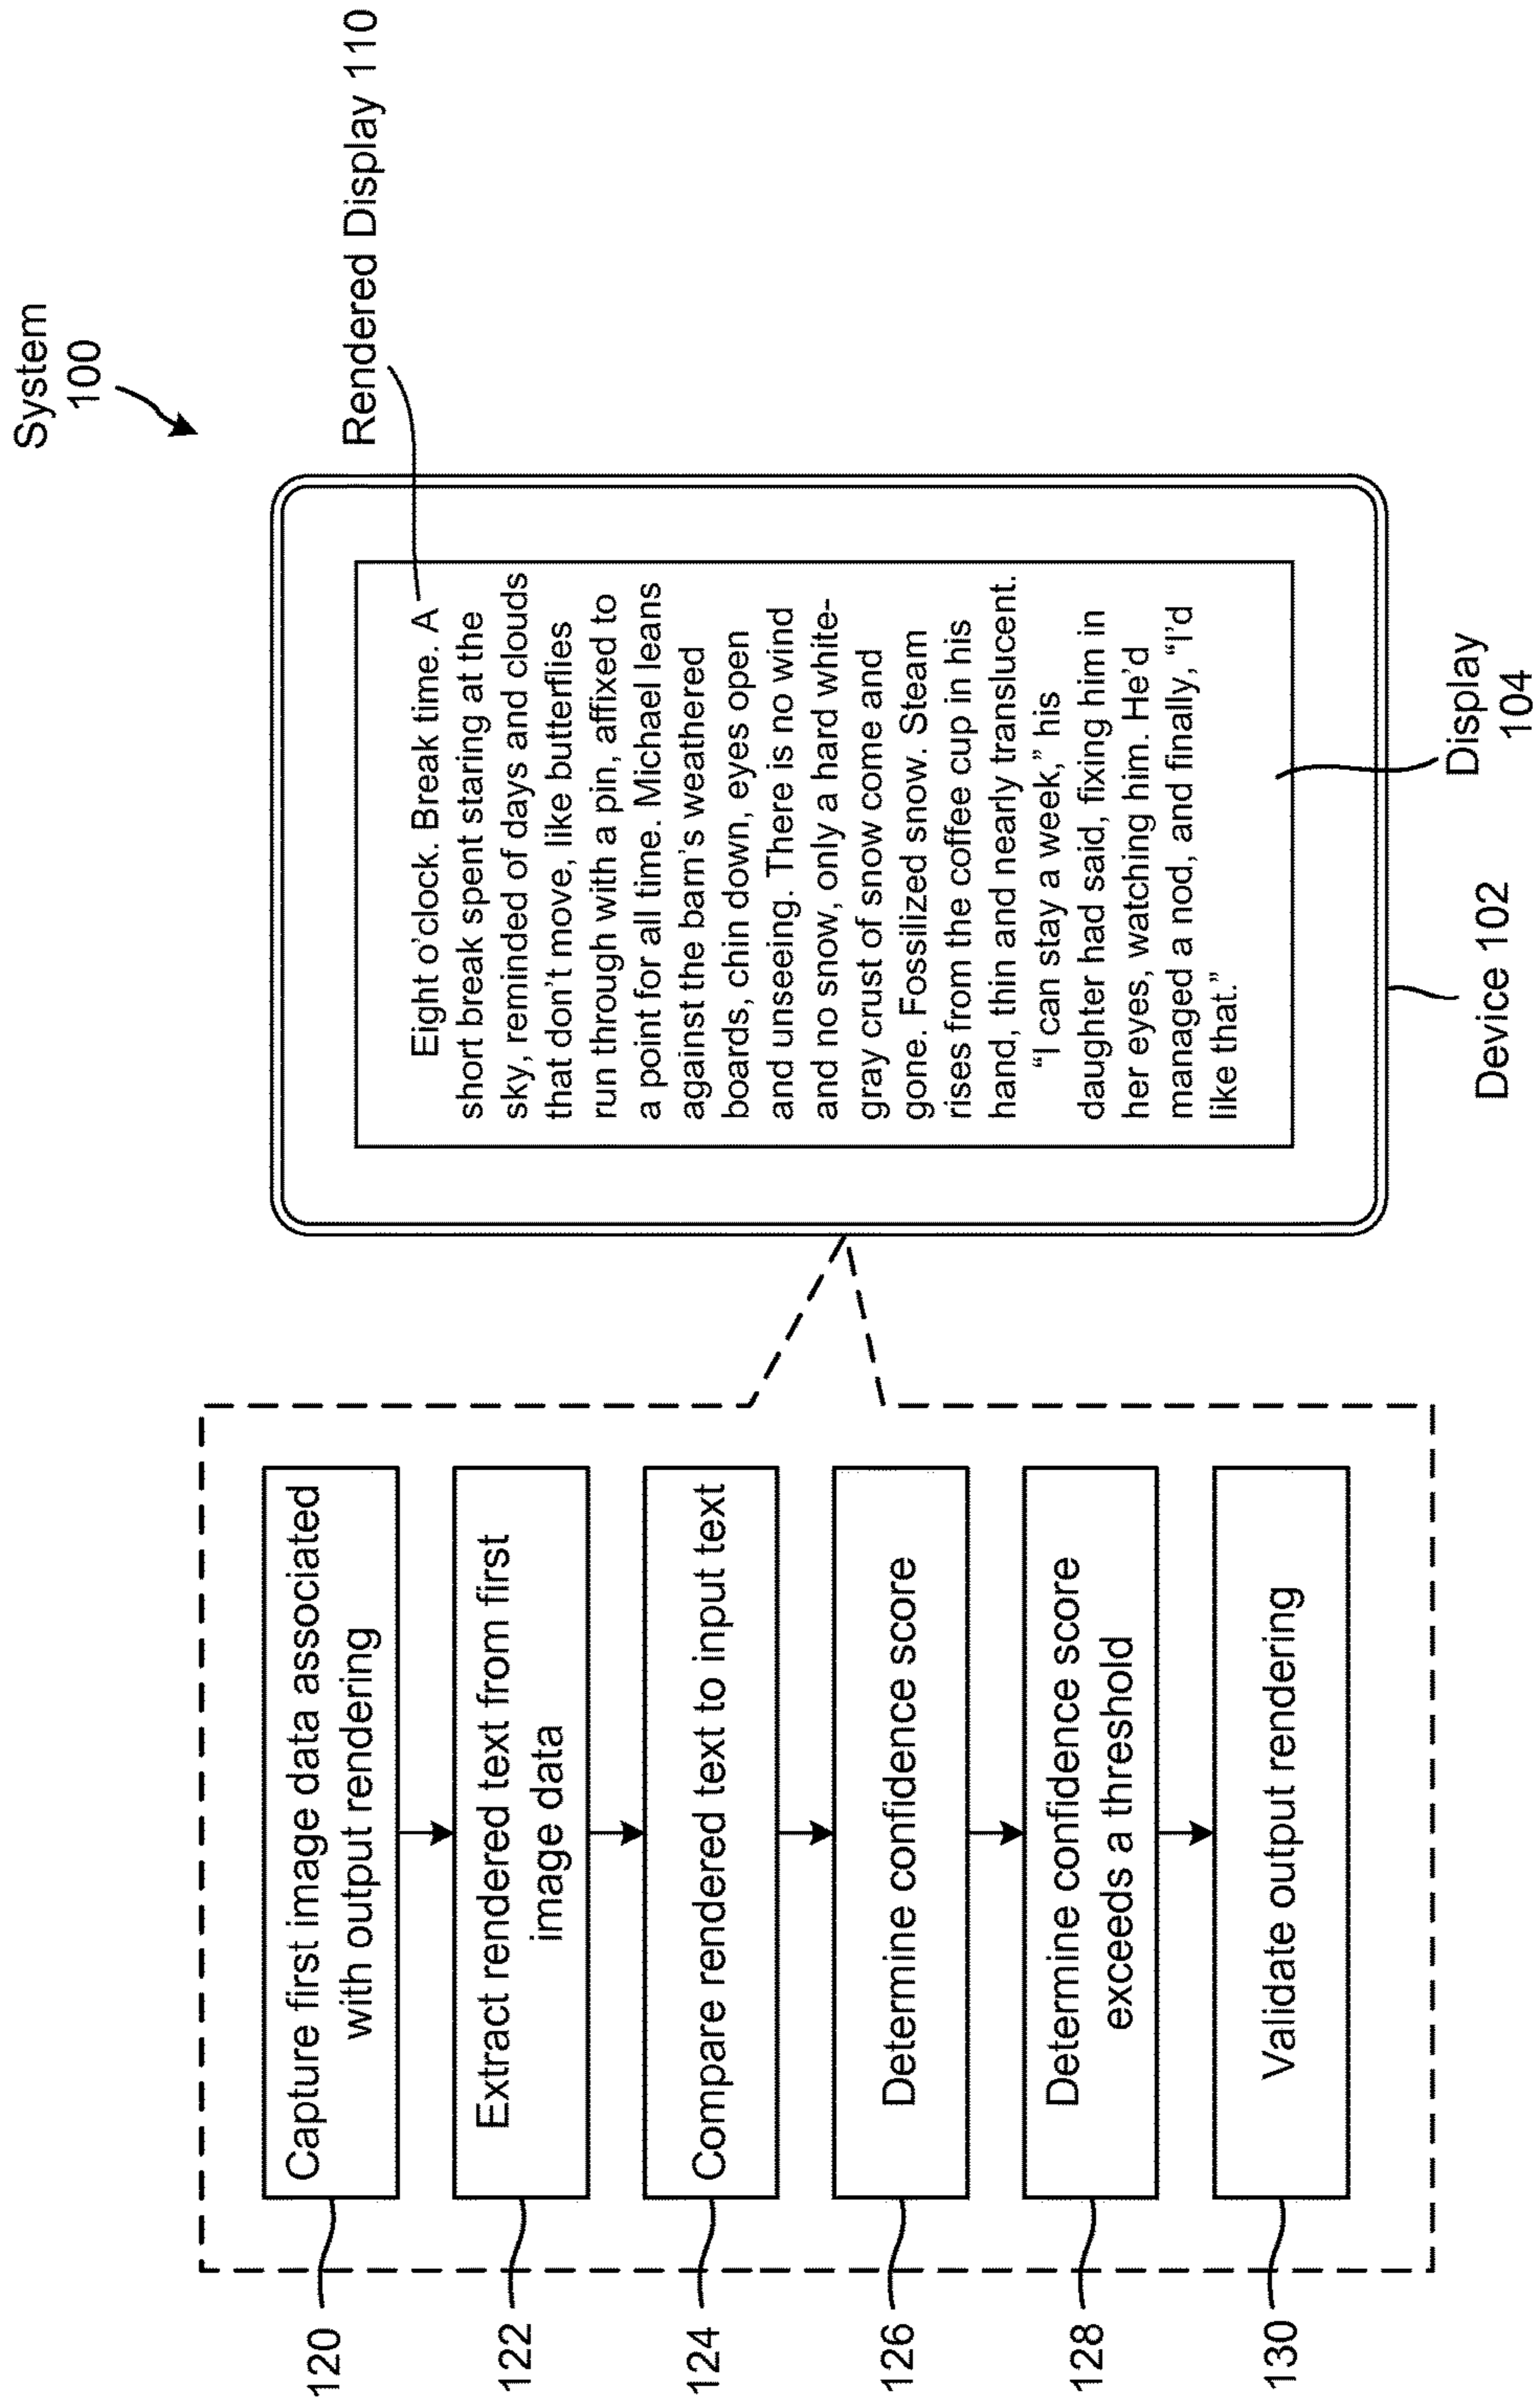 System
100
120
Capture first image data associated
with output rendering
122
Extract rendered text from first
image data
124
Compare rendered text to input text
126
Determine confidence score
128
Determine confidence score
exceeds a threshold
130
Validate output rendering
Rendered Display 110
Eight o’clock. Break time. A
short break spent staring at the
sky, reminded of days and clouds
that don’t move, like butterflies
run through with a pin, affixed to
a point for all time. Michael leans
against the barn’s weathered
boards, chin down, eyes open
and unseeing. There is no wind
and no snow, only a hard white-
gray crust of snow come and
gone. Fossilized snow. Steam
rises from the coffee cup in his
hand, thin and nearly translucent.
“I can stay a week,” his
daughter had said, fixing him in
her eyes, watching him. He’d
managed a nod, and finally, “I’d
like that.”
Device 102
Display
104